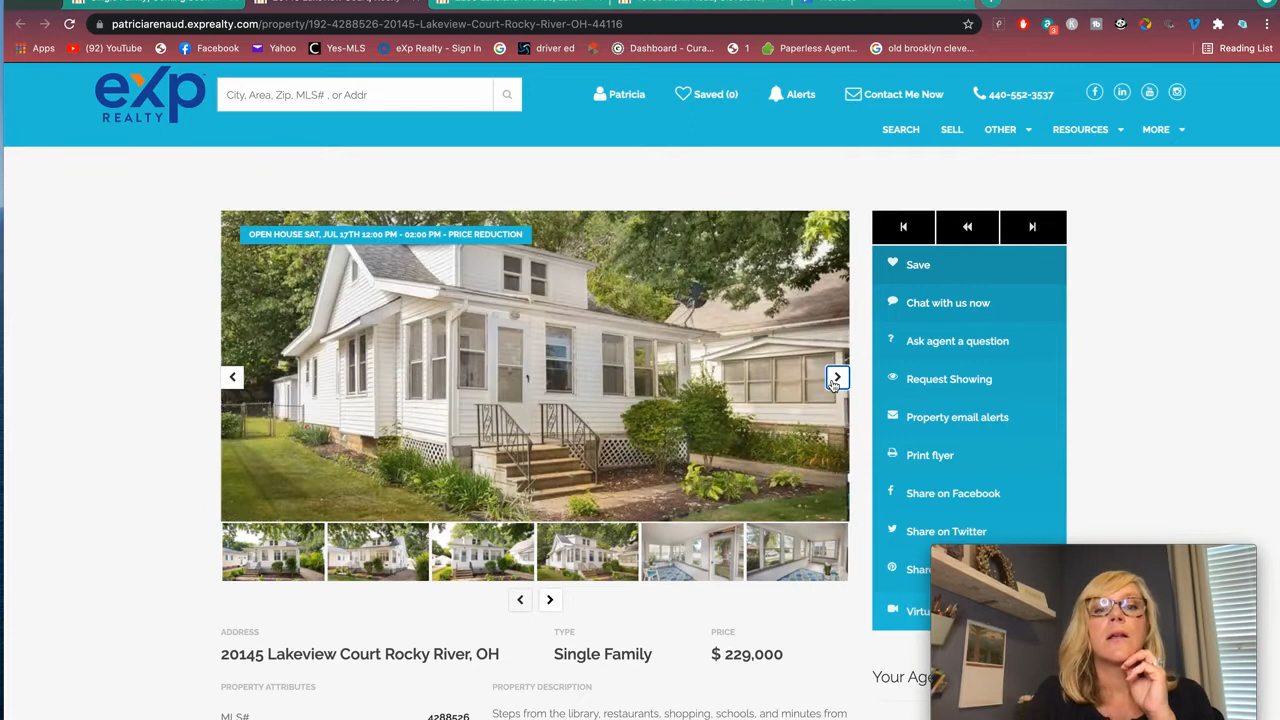 patriciarenaud.exprealty.com/property/192-4288526-20145-Lakeview-Court-Rocky-River-OH-44116
Apps (92) YouTube Facebook Yahoo Yes-MLS eXp Realty - Sign In driver ed Dashboard - Cura... 1 Paperless Agent... old brooklyn cleve... Reading List
eXp REALTY
City, Area, Zip, MLS# , or Addr
Patricia Saved (0) Alerts Contact Me Now 440-552-3537
SEARCH SELL OTHER RESOURCES MORE
OPEN HOUSE SAT, JUL 17TH 12:00 PM - 02:00 PM - PRICE REDUCTION
Save
Chat with us now
Ask agent a question
Request Showing
Property email alerts
Print flyer
Share on Facebook
Share on Twitter
Shar
Virtu
ADDRESS TYPE PRICE
20145 Lakeview Court Rocky River, OH Single Family $ 229,000
Your Age
PROPERTY ATTRIBUTES PROPERTY DESCRIPTION
MLS# 4288526 Steps from the library, restaurants, shopping, schools, and minutes from